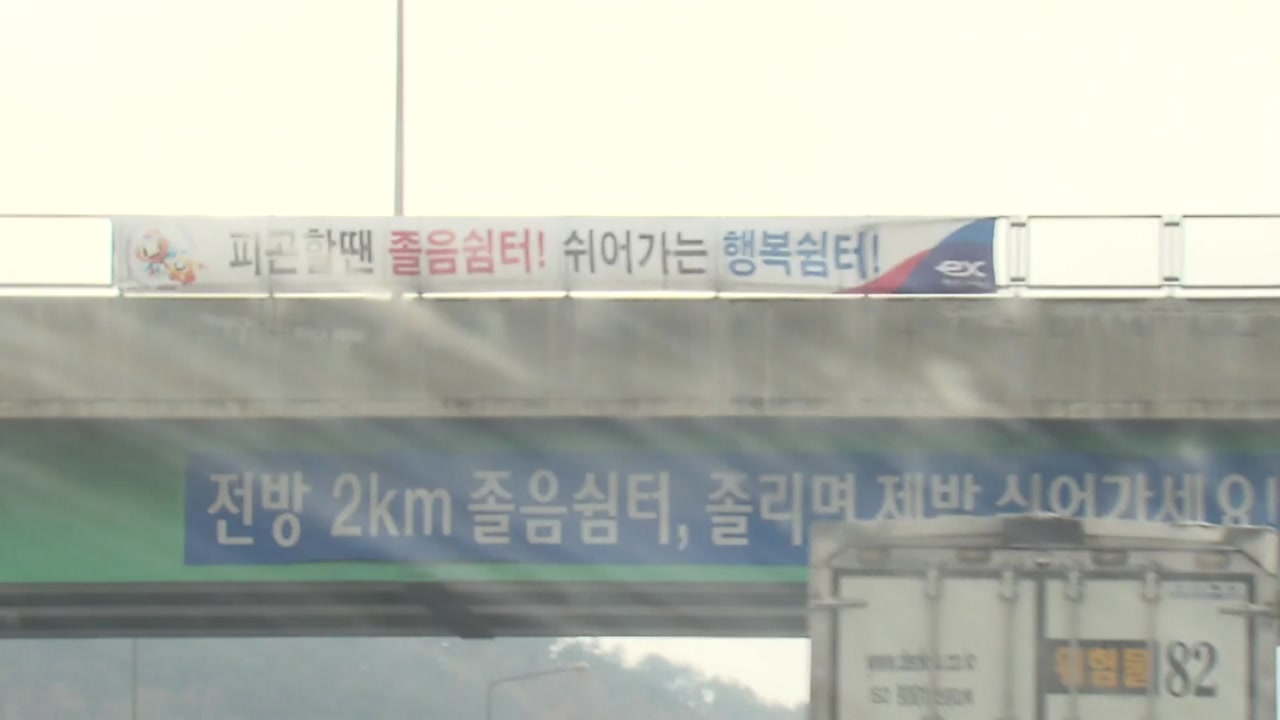 피곤할땐 졸음쉼터! 쉬어가는 행복쉼터!
ex
전방 2km 졸음쉼터, 졸리면 제발 쉬어가세요!
위험물 82